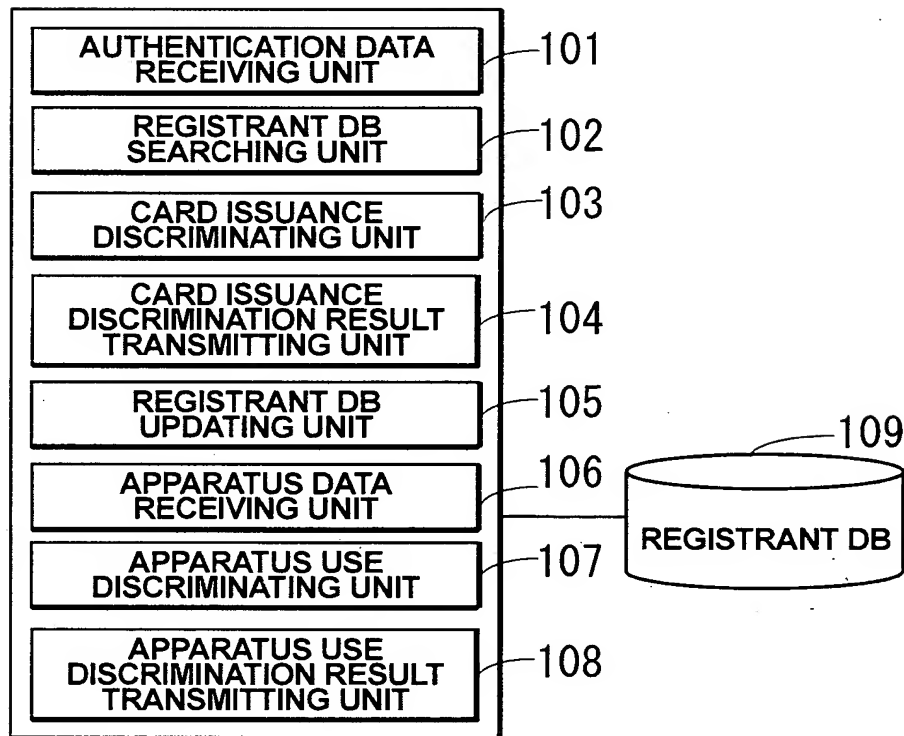 AUTHENTICATION DATA
RECEIVING UNIT
101
REGISTRANT DB
SEARCHING UNIT
102
CARD ISSUANCE
DISCRIMINATING UNIT
103
CARD ISSUANCE
DISCRIMINATION RESULT
TRANSMITTING UNIT
104
REGISTRANT DB
UPDATING UNIT
105
APPARATUS DATA
RECEIVING UNIT
106
APPARATUS USE
DISCRIMINATING UNIT
107
APPARATUS USE
DISCRIMINATION RESULT
TRANSMITTING UNIT
108
109
REGISTRANT DB